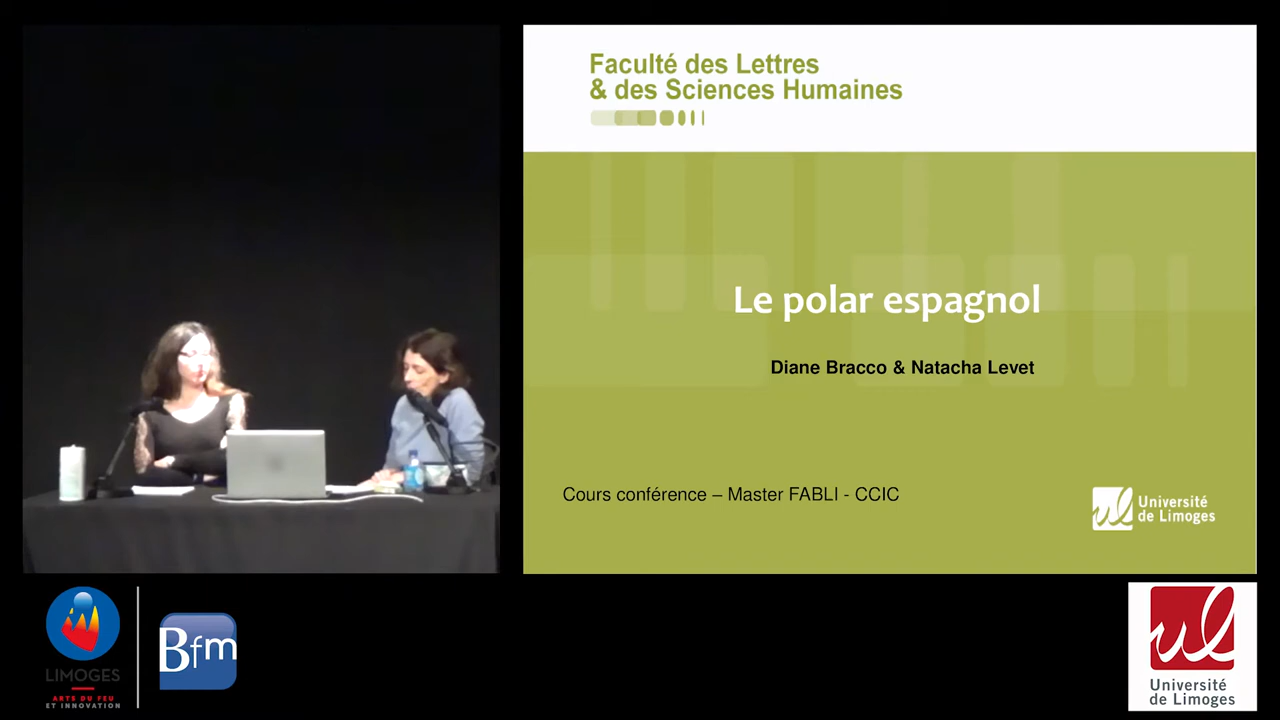 Faculté des Lettres
& des Sciences Humaines
Le polar espagnol
Diane Bracco & Natacha Levet
Cours conférence – Master FABLI - CCIC
Université
de Limoges
LIMOGES
ARTS DU FEU
ET INNOVATION
Bfm
ul
Université
de Limoges